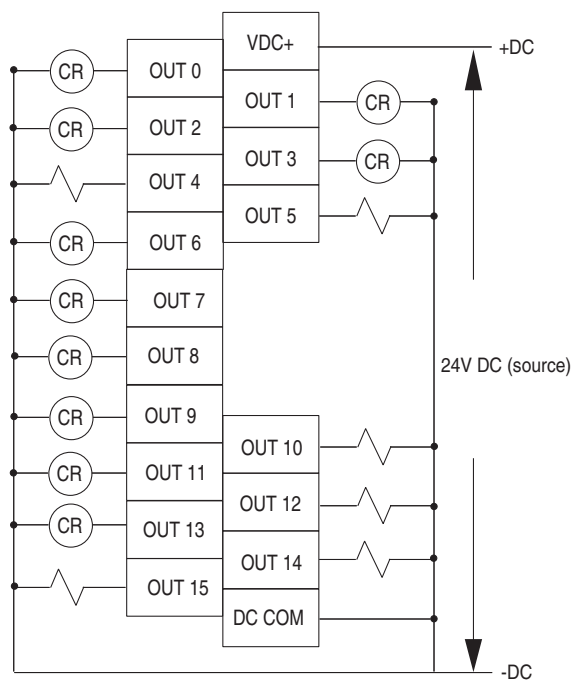 VDC+
+DC
CR
OUT 0
OUT 1
CR
CR
OUT 2
OUT 3
CR
OUT 4
OUT 5
CR
OUT 6
CR
OUT 7
CR
OUT 8
24V DC (source)
CR
OUT 9
OUT 10
CR
OUT 11
OUT 12
CR
OUT 13
OUT 14
OUT 15
DC COM
-DC